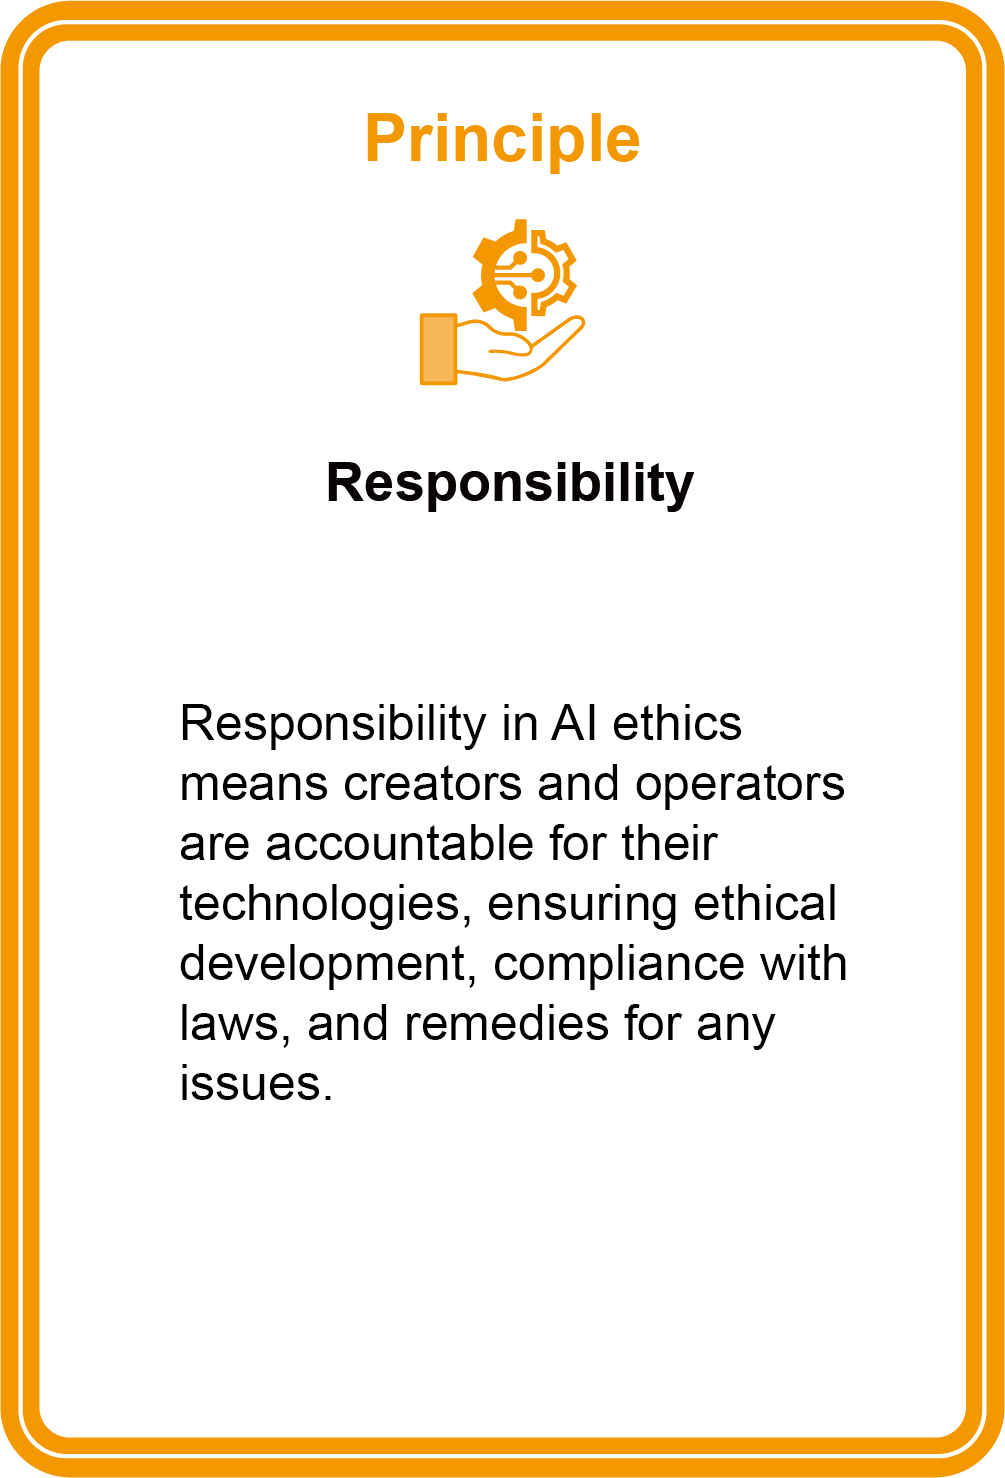 Principle
Responsibility
Responsibility in AI ethics
means creators and operators
are accountable for their
technologies, ensuring ethical
development, compliance with
laws, and remedies for any
issues.